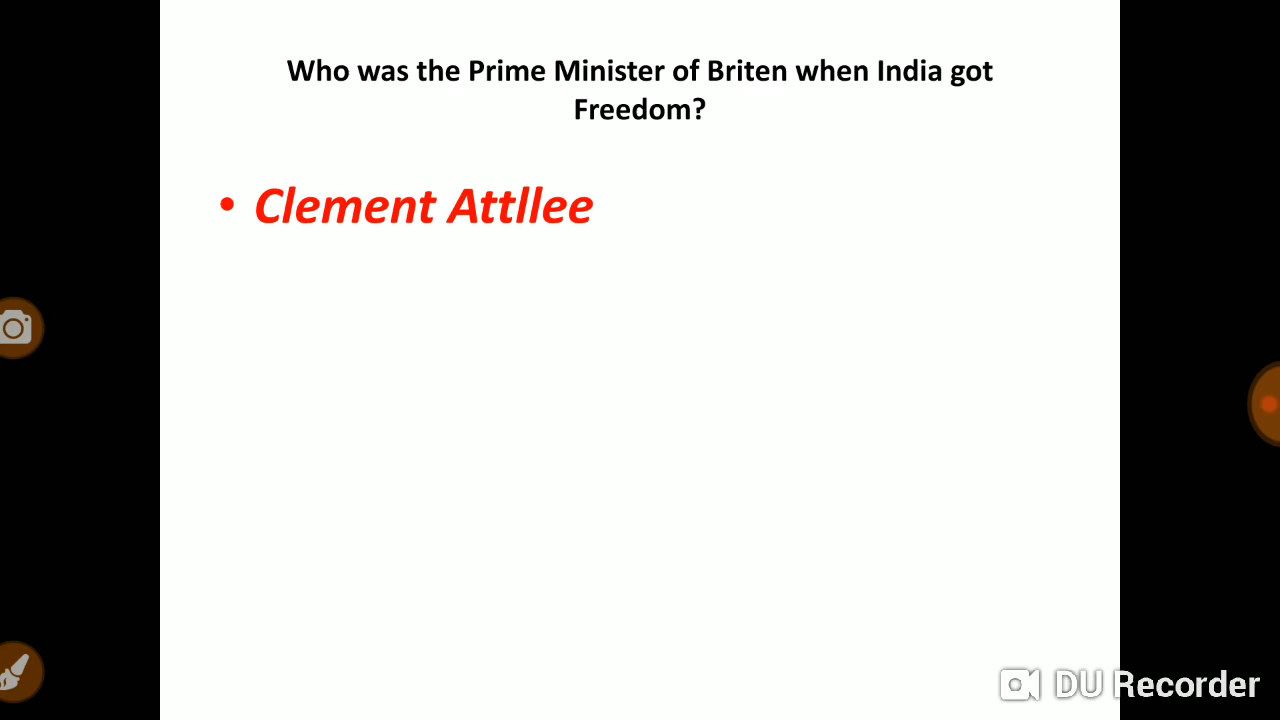 Who was the Prime Minister of Briten when India got
Freedom?
• Clement Attllee
DU Recorder